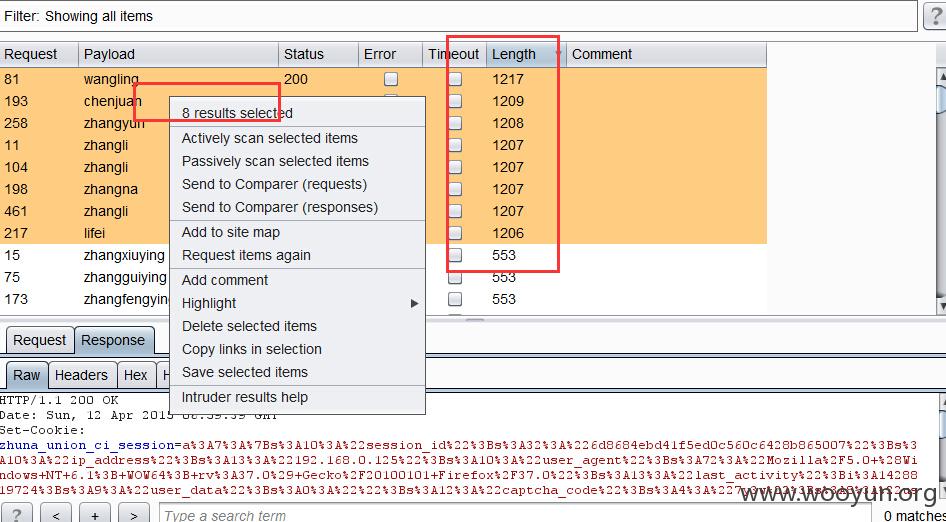 Filter: Showing all items
?
Request Payload Status Error Timeout Length Comment
81 wangling 200 1217
193 chenjuan 1209
258 zhangyun 1208
11 zhangli 1207
104 zhangli 1207
198 zhangna 1207
461 zhangli 1207
217 lifei 1206
15 zhangxiuying 553
75 zhangguiying 553
173 zhangfengying 553
8 results selected
Actively scan selected items
Passively scan selected items
Send to Comparer (requests)
Send to Comparer (responses)
Add to site map
Request items again
Add comment
Highlight
Delete selected items
Copy links in selection
Save selected items
Intruder results help
Request Response
Raw Headers Hex
HTTP/1.1 200 OK
Date: Sun, 12 Apr 2015 GMT
Set-Cookie:
zhuna_union_ci_session=a%3A7%3A%7Bs%3A10%3A%22session_id%22%3Bs%3A32%3A%226d8684ebd41f5ed0c560c6428b865007%22%3Bs%3
A10%3A%22ip_address%22%3Bs%3A13%3A%22192.168.0.125%22%3Bs%3A10%3A%22user_agent%22%3Bs%3A72%3A%22Mozilla%2F5.0+%28Wi
ndows+NT+6.1%3B+WOW64%3B+rv%3A37.0%29+Gecko%2F20100101+Firefox%2F37.0%22%3Bs%3A13%3A%22last_activity%22%3Bi%3A14288
19724%3Bs%3A9%3A%22user_data%22%3Bs%3A0%3A%22%22%3Bs%3A12%3A%22captcha_code%22%3Bs%3A4%3A%22
www.wooyun.org
? < + > Type a search term 0 matches